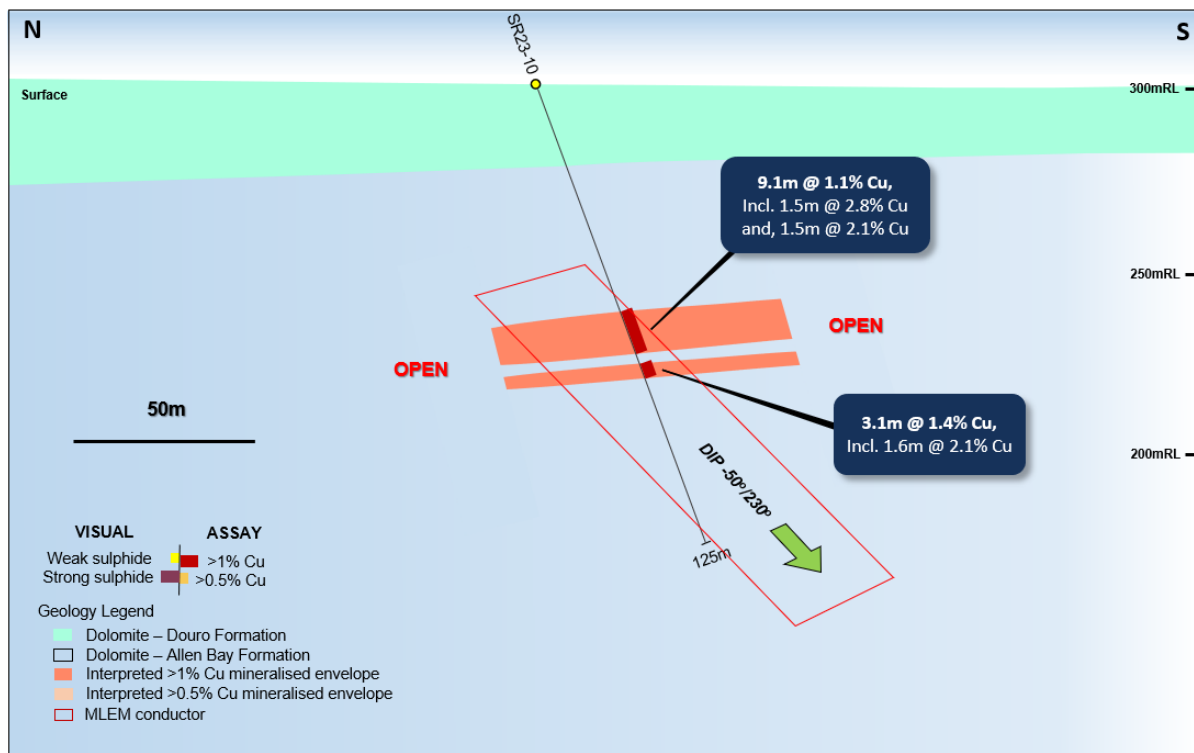 N
S
SR23-10
Surface
300mRL
9.1m @ 1.1% Cu,
Incl. 1.5m @ 2.8% Cu
and, 1.5m @ 2.1% Cu
250mRL
OPEN
OPEN
50m
3.1m @ 1.4% Cu,
Incl. 1.6m @ 2.1% Cu
200mRL
DIP -50º/230º
125m
VISUAL ASSAY
Weak sulphide >1% Cu
Strong sulphide >0.5% Cu
Geology Legend
Dolomite – Douro Formation
Dolomite – Allen Bay Formation
Interpreted >1% Cu mineralised envelope
Interpreted >0.5% Cu mineralised envelope
MLEM conductor